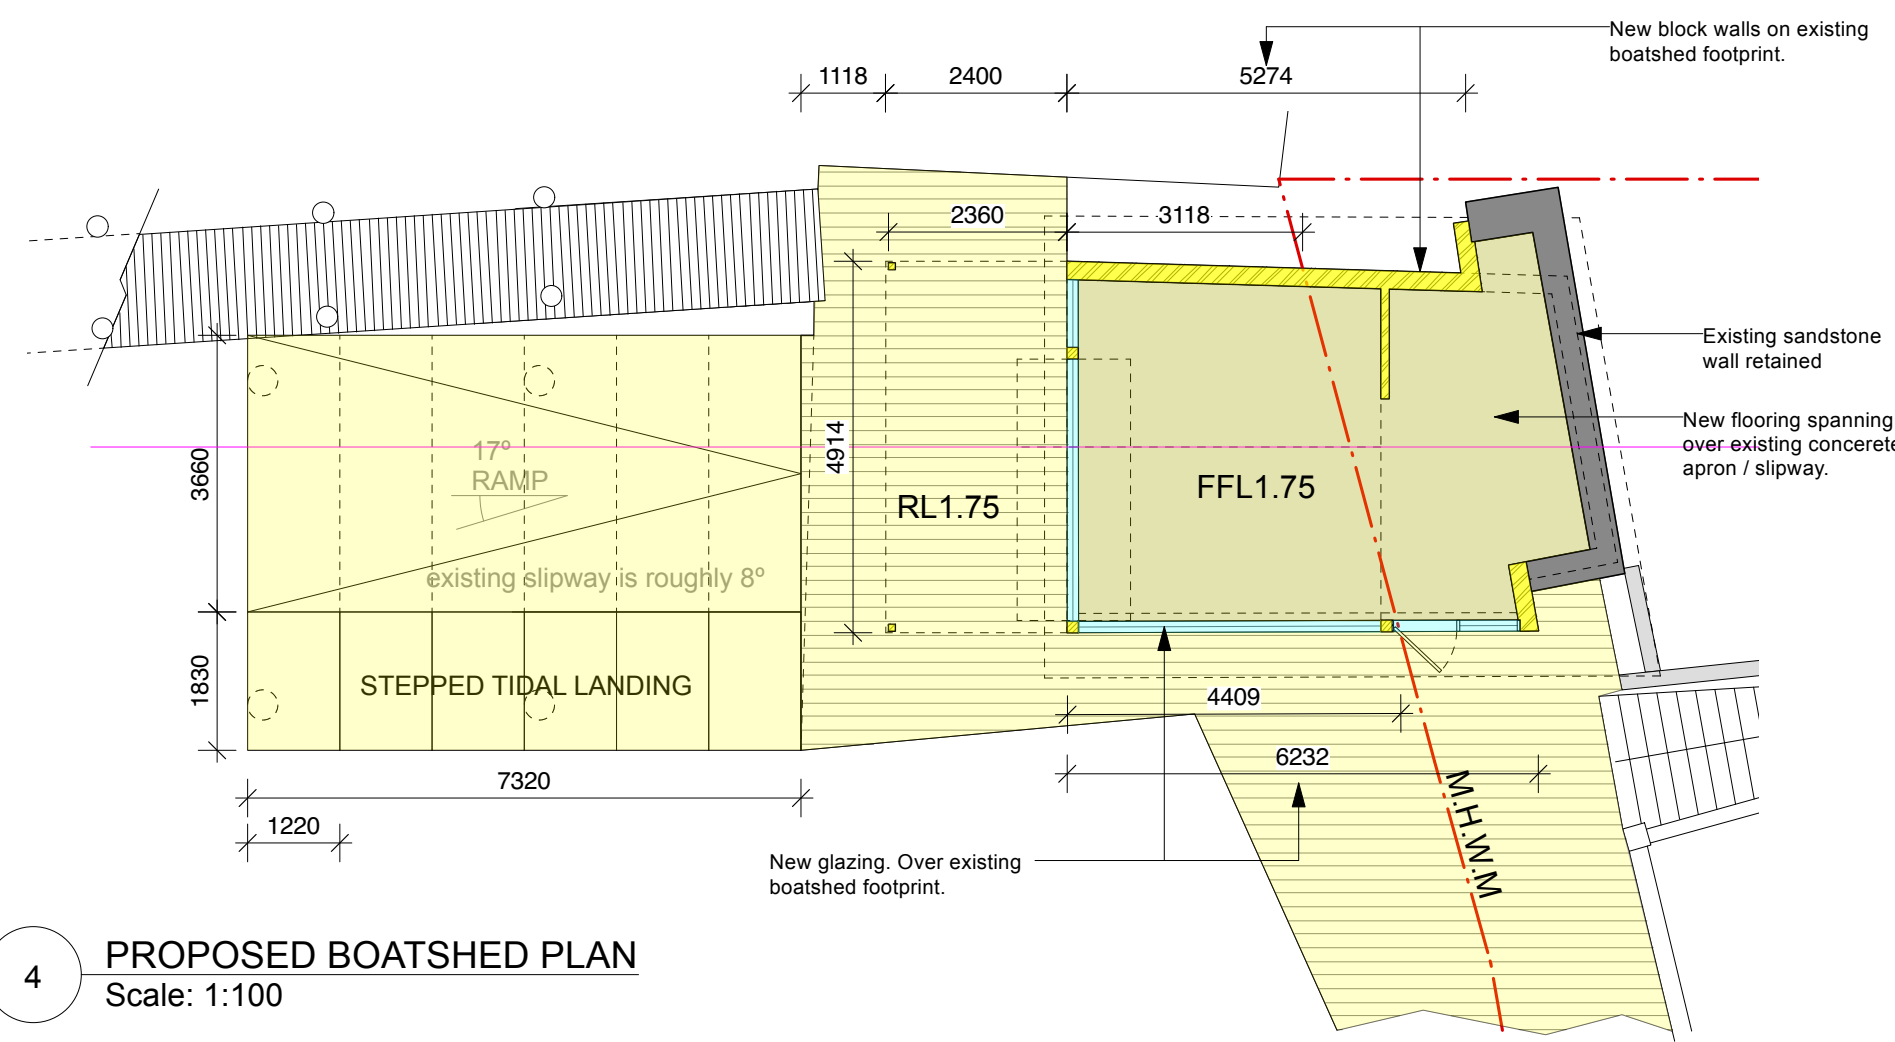 New block walls on existing
boatshed footprint.
1118
2400
5274
2360
3118
Existing sandstone
wall retained
New flooring spanning
over existing concerete
apron / slipway.
17º
RAMP
3660
4914
RL1.75
FFL1.75
existing slipway is roughly 8º
1830
STEPPED TIDAL LANDING
4409
6232
7320
M.H.W.M
1220
New glazing. Over existing
boatshed footprint.
4
PROPOSED BOATSHED PLAN
Scale: 1:100